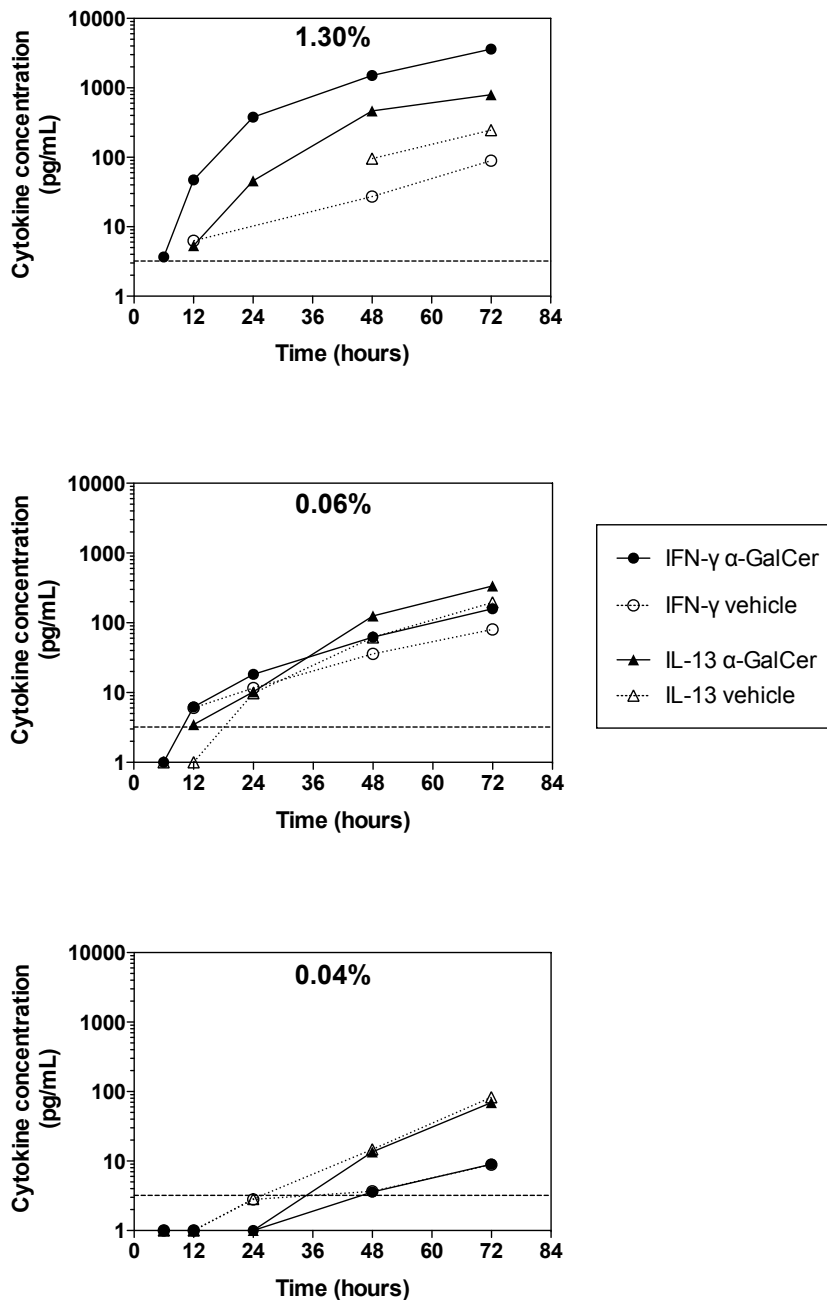 1.30%
10000
1000
100
10
1
Cytokine concentration
(pg/mL)
0 12 24 36 48 60 72 84
Time (hours)
0.06%
10000
1000
100
10
1
Cytokine concentration
(pg/mL)
0 12 24 36 48 60 72 84
Time (hours)
IFN-γ α-GalCer
IFN-γ vehicle
IL-13 α-GalCer
IL-13 vehicle
0.04%
10000
1000
100
10
1
Cytokine concentration
(pg/mL)
0 12 24 36 48 60 72 84
Time (hours)